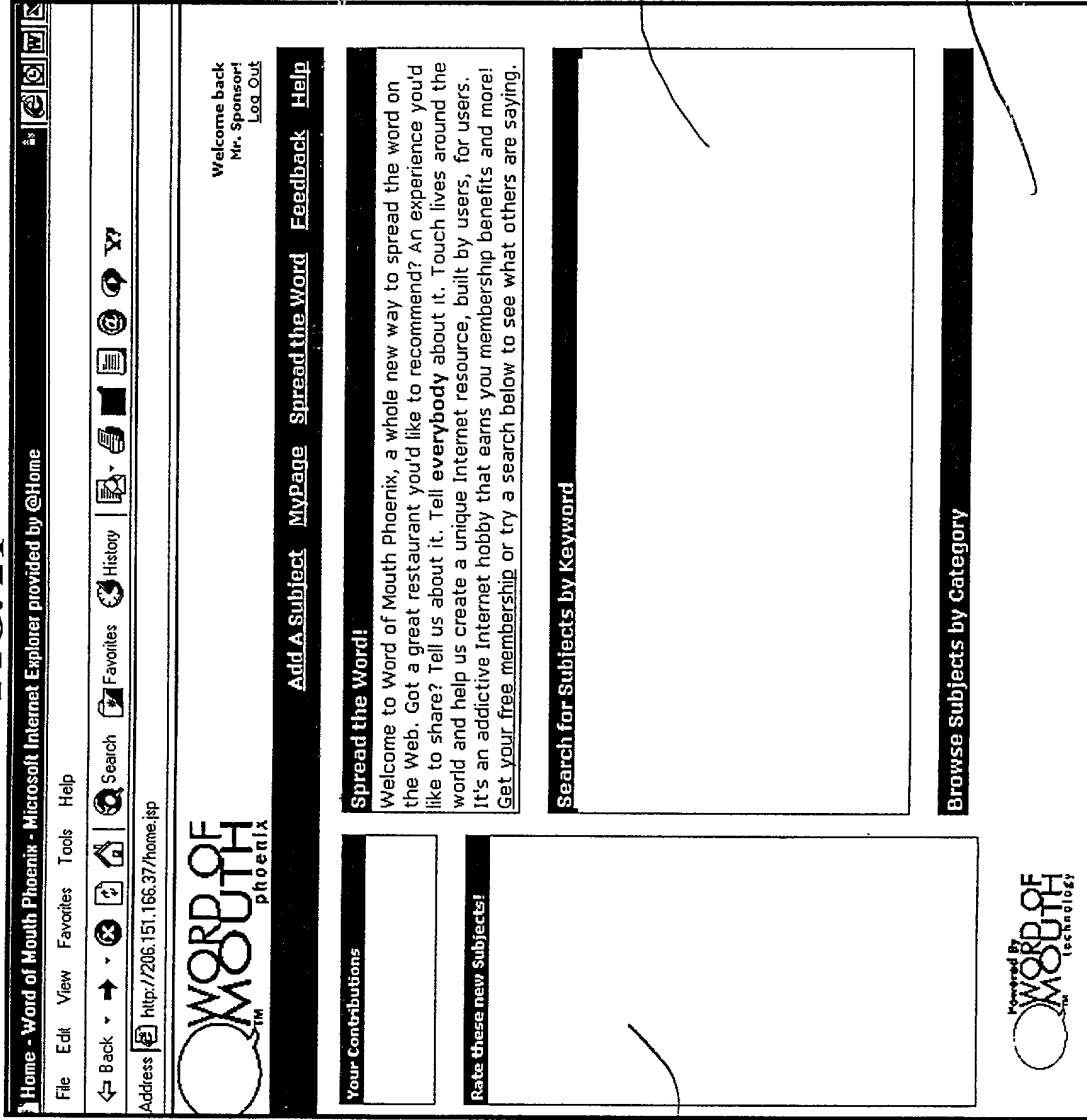 Home - Word of Mouth Phoenix - Microsoft Internet Explorer provided by @Home
File Edit View Favorites Tools Help
Back Search Favorites History
Address http://206.151.166.37/home.jsp
WORD OF
MOUTH
phoenix
TM
Welcome back
Mr. Sponsor!
Log Out
Add A Subject MyPage Spread the Word Feedback Help
Your Contributions
Rate these new Subjects!
Spread the Word!
Welcome to Word of Mouth Phoenix, a whole new way to spread the word on
the Web. Got a great restaurant you'd like to recommend? An experience you'd
like to share? Tell us about it. Tell everybody about it. Touch lives around the
world and help us create a unique Internet resource, built by users, for users.
It's an addictive Internet hobby that earns you membership benefits and more!
Get your free membership or try a search below to see what others are saying.
Search for Subjects by Keyword
Browse Subjects by Category
Powered By
WORD OF
MOUTH
technology
TM